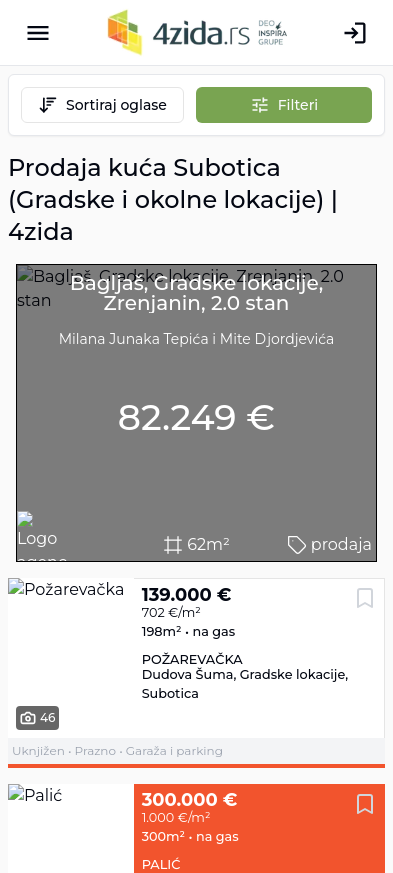 4zida.rs DEO INSPIRA GRUPE
Sortiraj oglase
Filteri
Prodaja kuća Subotica
(Gradske i okolne lokacije) |
4zida
Bagljaš, Gradske lokacije, Zrenjanin, 2.0
stan
Bagljaš, Gradske lokacije,
Zrenjanin, 2.0 stan
Milana Junaka Tepića i Mite Djordjevića
82.249 €
Logo
62m²
prodaja
Požarevačka
139.000 €
702 €/m²
198m² • na gas
POŽAREVAČKA
Dudova Šuma, Gradske lokacije,
Subotica
46
Uknjižen • Prazno • Garaža i parking
Palić
300.000 €
1.000 €/m²
300m² • na gas
PALIĆ